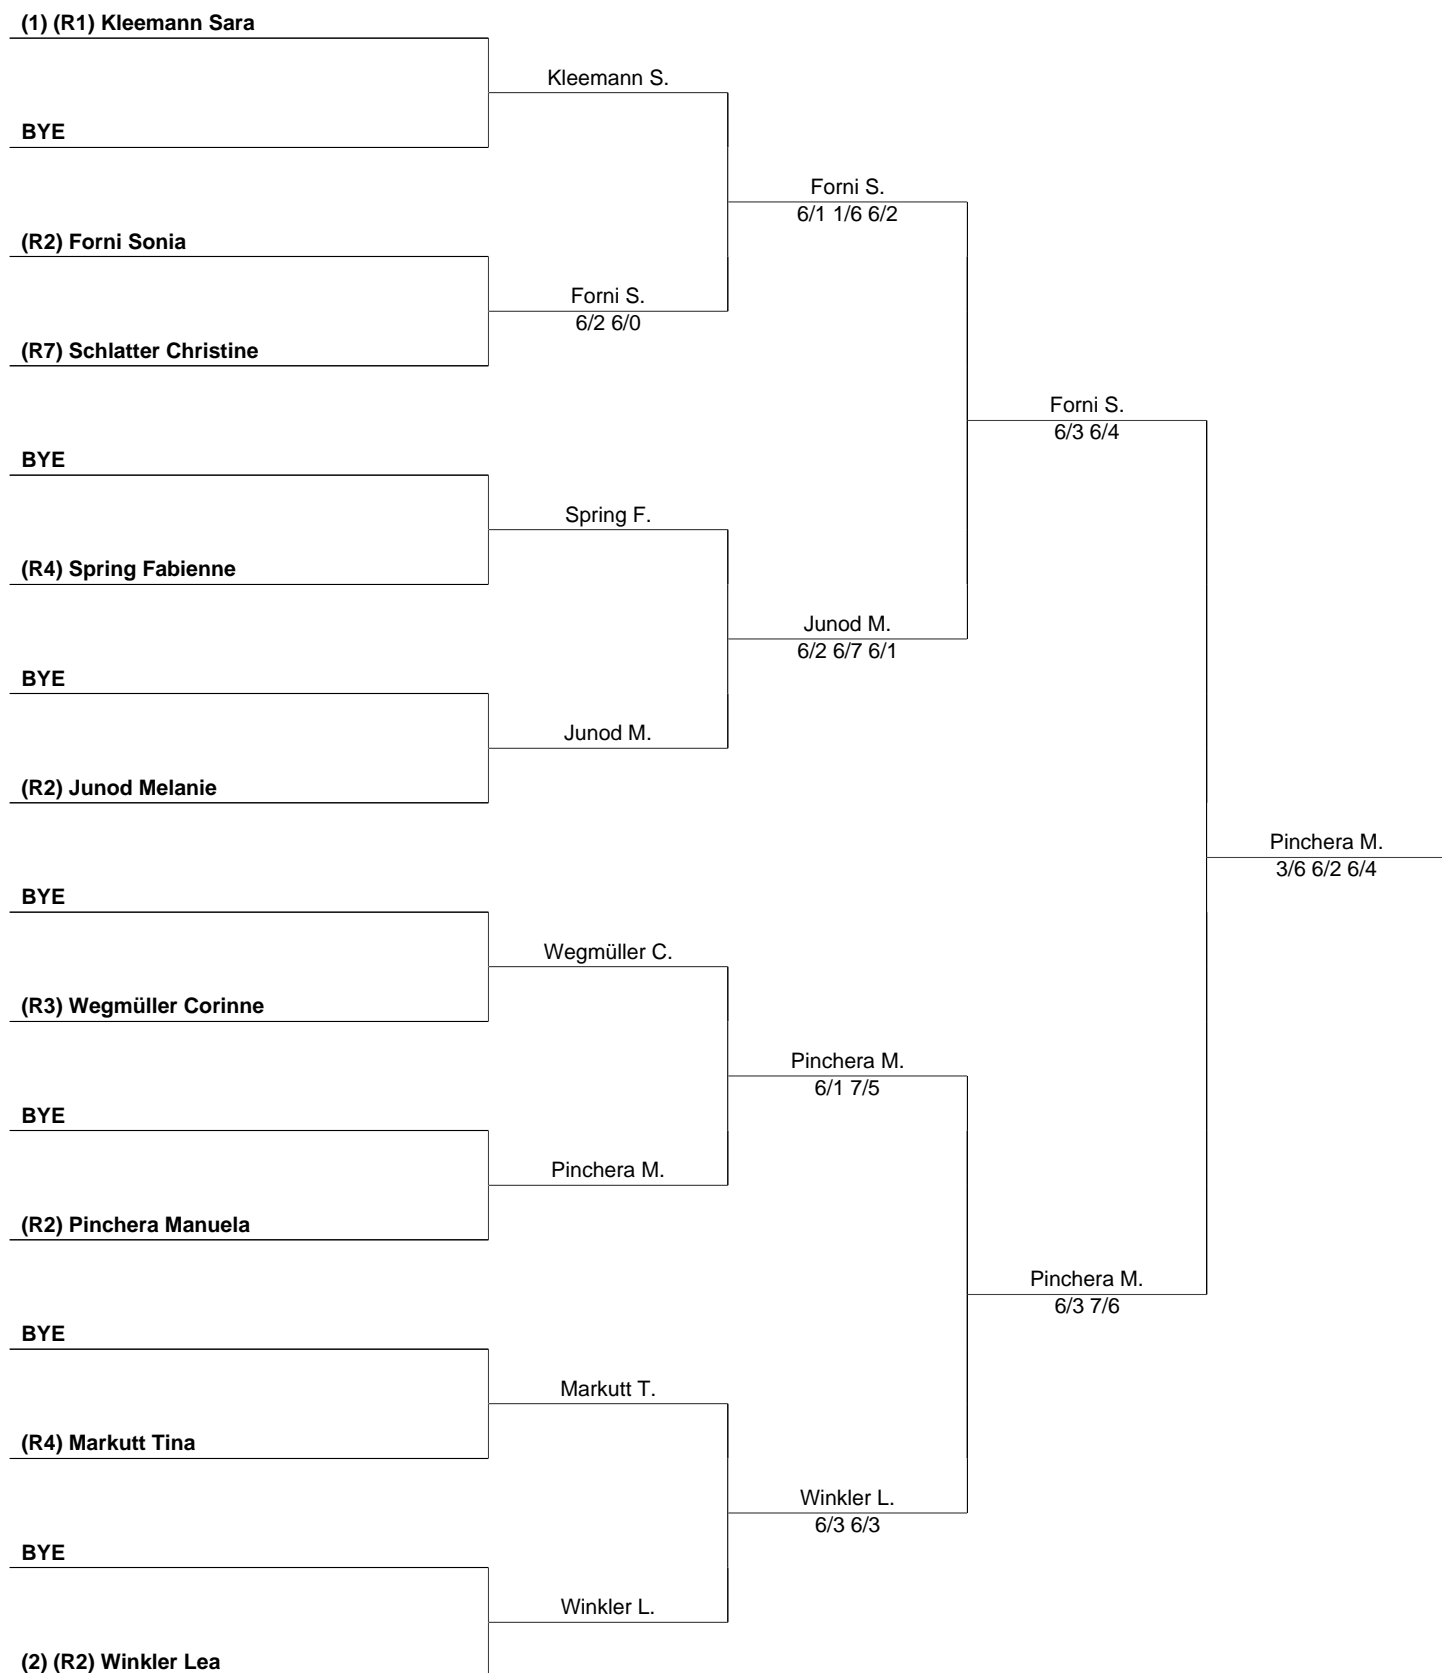 (1) (R1) Kleemann Sara
Kleemann S.
BYE
Forni S.
6/1 1/6 6/2
(R2) Forni Sonia
Forni S.
6/2 6/0
(R7) Schlatter Christine
Forni S.
6/3 6/4
BYE
Spring F.
(R4) Spring Fabienne
Junod M.
6/2 6/7 6/1
BYE
Junod M.
(R2) Junod Melanie
Pinchera M.
3/6 6/2 6/4
BYE
Wegmüller C.
(R3) Wegmüller Corinne
Pinchera M.
6/1 7/5
BYE
Pinchera M.
(R2) Pinchera Manuela
Pinchera M.
6/3 7/6
BYE
Markutt T.
(R4) Markutt Tina
Winkler L.
6/3 6/3
BYE
Winkler L.
(2) (R2) Winkler Lea